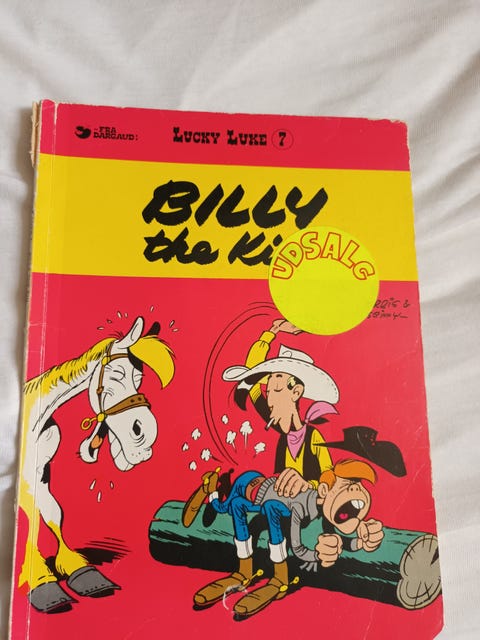 FRA
DARGAUD:
LUCKY LUKE 7
BILLY
the Ki
UDSALG